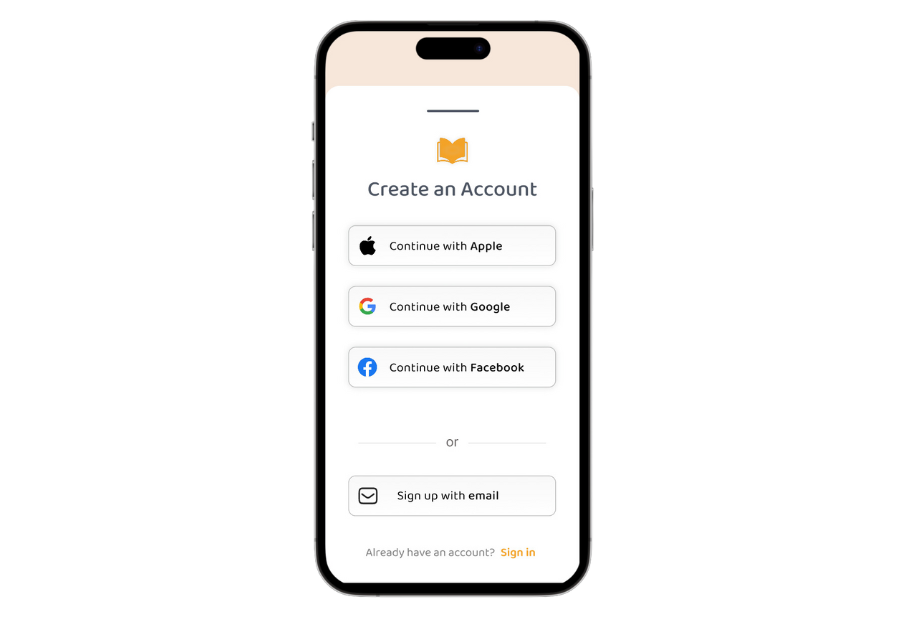 Create an Account
Continue with Apple
Continue with Google
Continue with Facebook
or
Sign up with email
Already have an account? Sign in